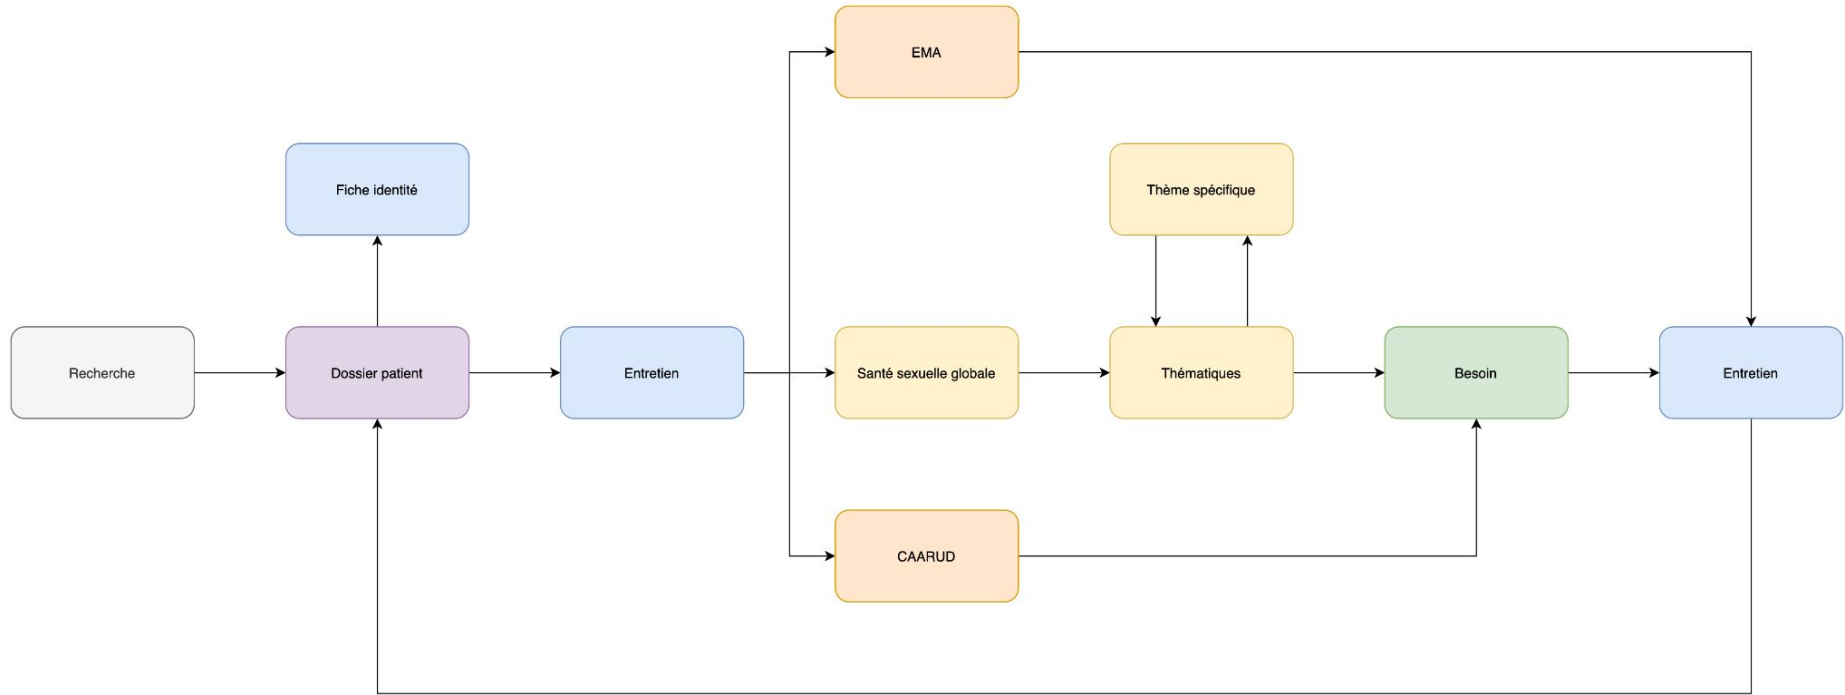 EMA
Fiche identité
Thème spécifique
Recherche
Dossier patient
Entretien
Santé sexuelle globale
Thématiques
Besoin
Entretien
CAARUD